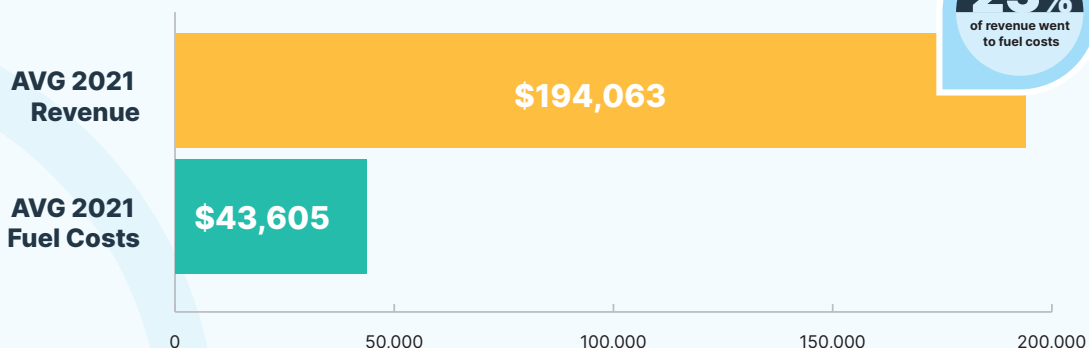 of revenue went
to fuel costs
AVG 2021
Revenue
$194,063
AVG 2021
Fuel Costs
$43,605
0 50,000 100,000 150,000 200,000